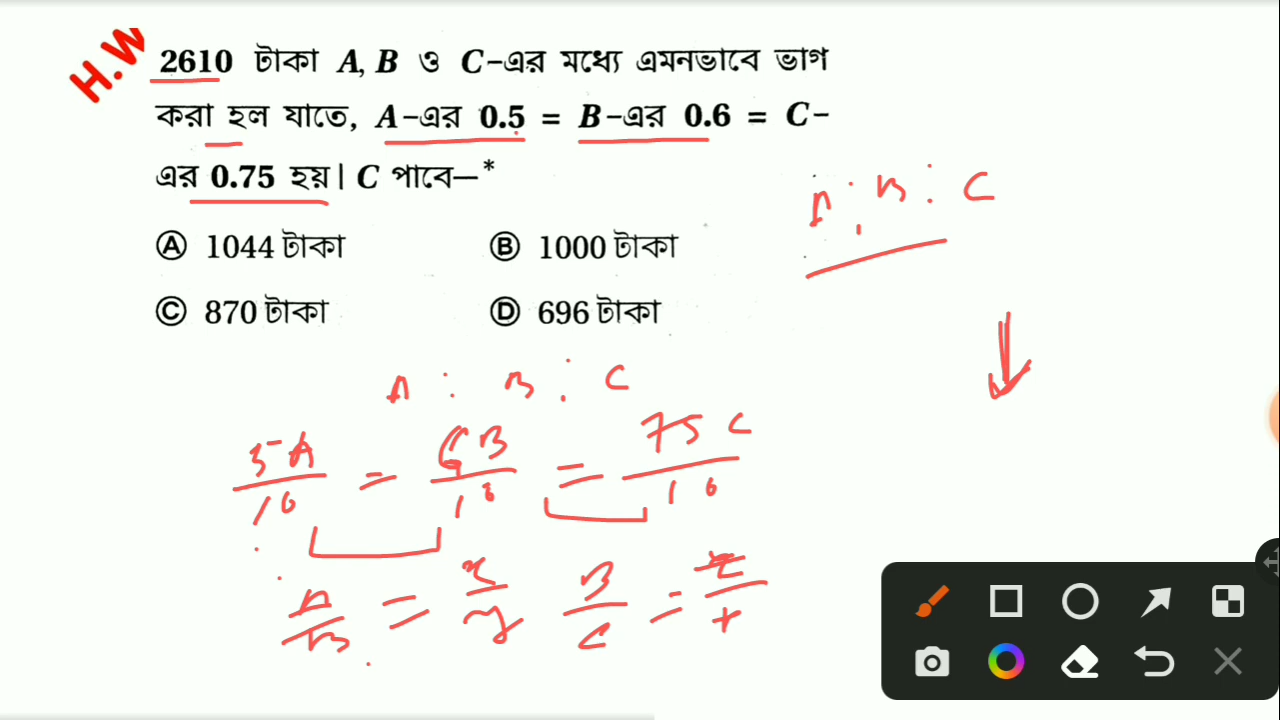 H.W
2610 টাকা A, B ও C-এর মধ্যে এমনভাবে ভাগ
করা হল যাতে, A-এর 0.5 = B-এর 0.6 = C-
এর 0.75 হয়| C পাবে—*
A : B : C
Ⓐ 1044 টাকা Ⓑ 1000 টাকা
Ⓒ 870 টাকা Ⓓ 696 টাকা
A : B : C
5A/10 = 6B/10 = 75C/10
A/B = x/y B/C = z/t